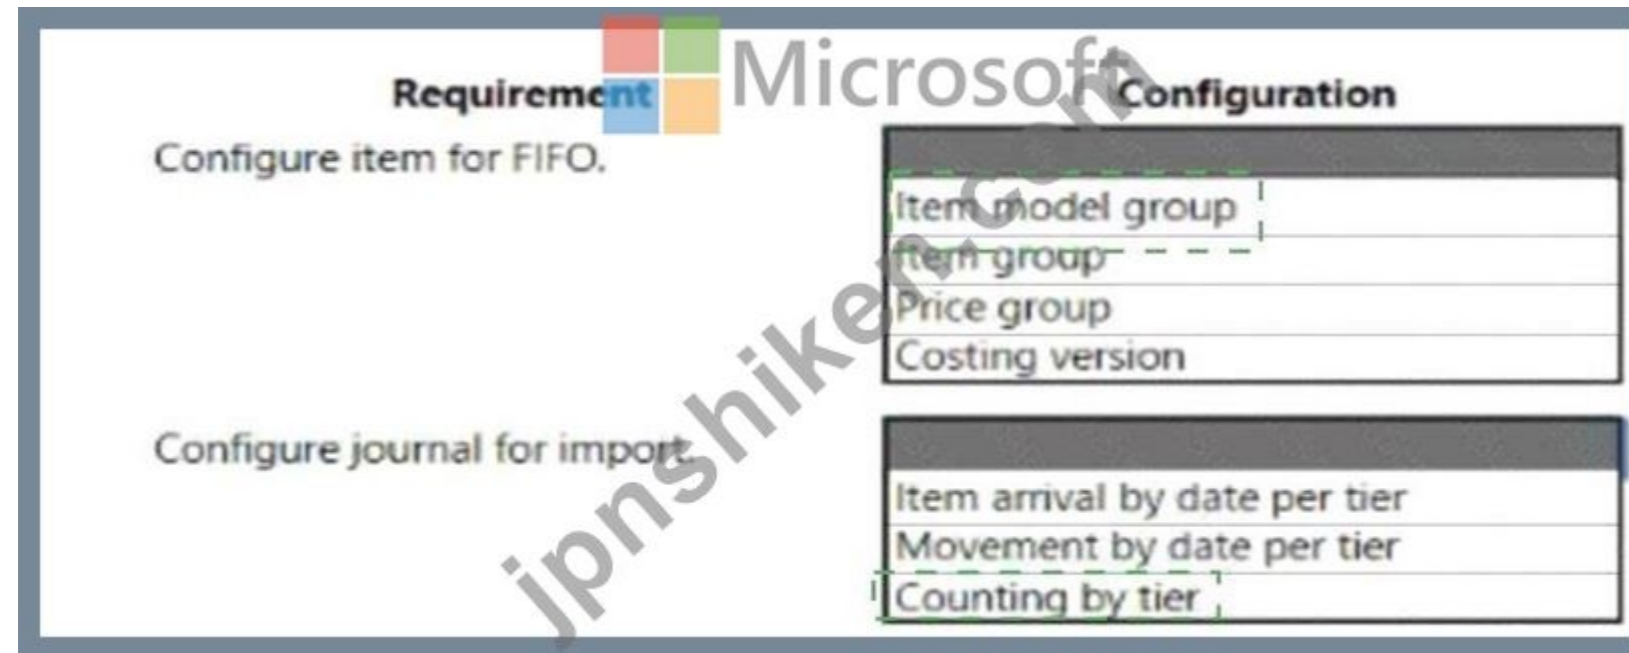 Microsoft
Requirement
Configuration
Configure item for FIFO.
Item model group
Item group
Price group
Costing version
Configure journal for import.
Item arrival by date per tier
Movement by date per tier
Counting by tier
jpnshiken.com